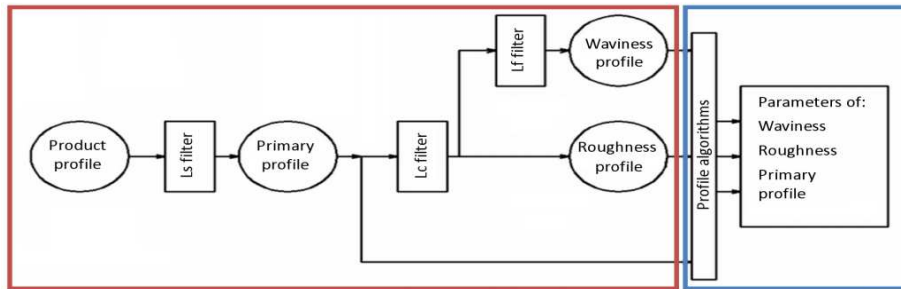 Product
profile
Ls filter
Primary
profile
Lc filter
Lf filter
Waviness
profile
Roughness
profile
Profile algorithms
Parameters of:
Waviness
Roughness
Primary
profile